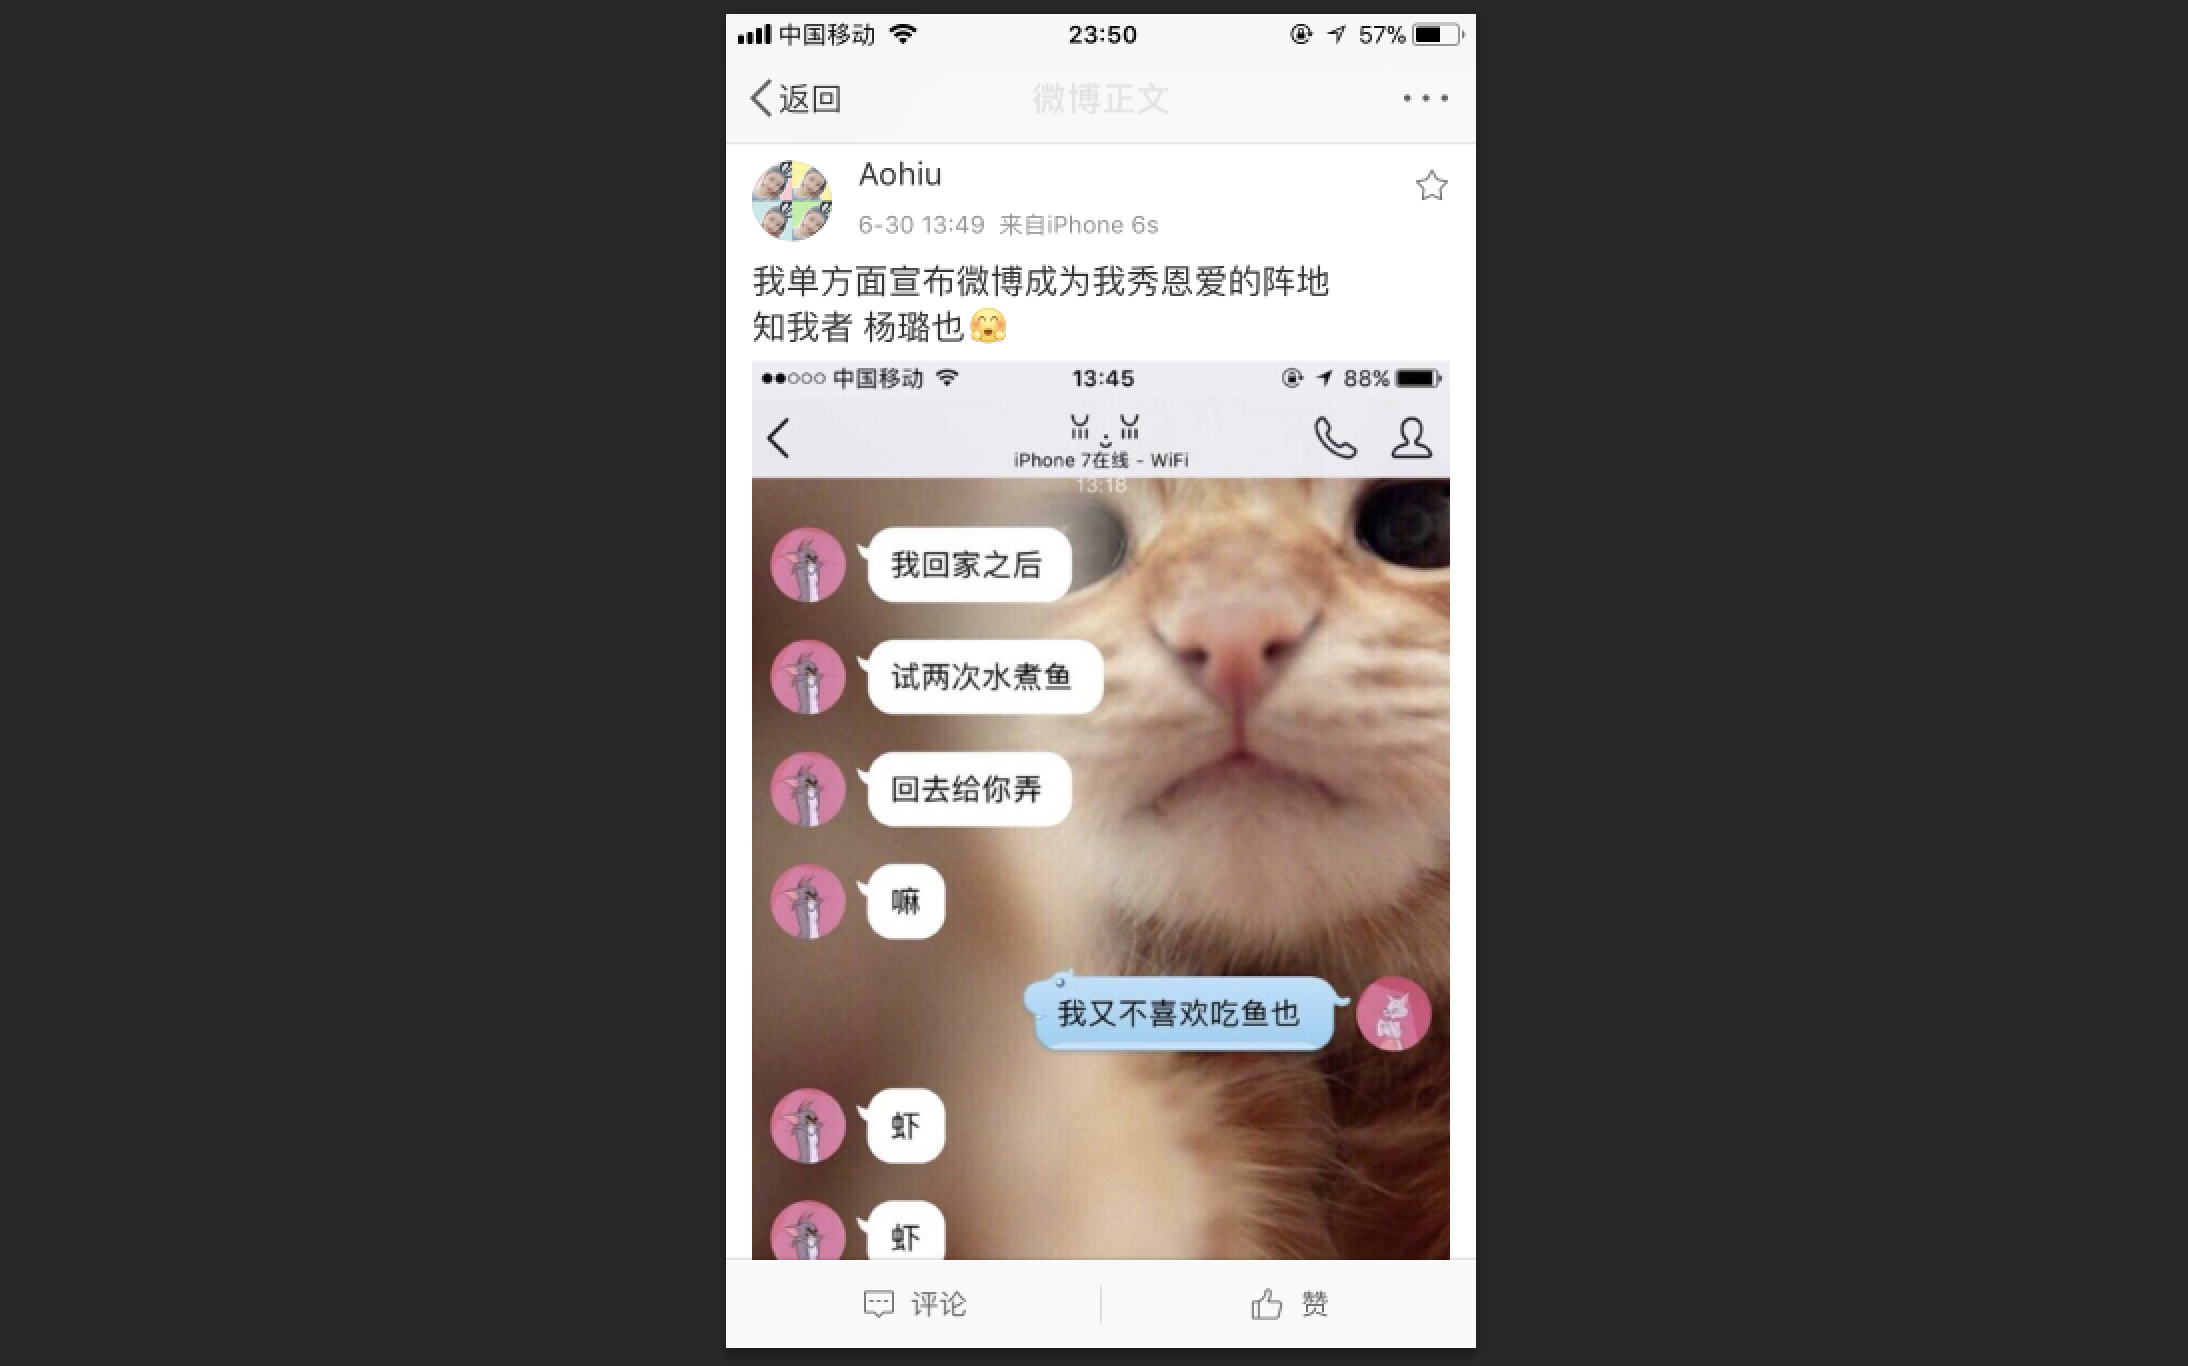 中国移动 23:50 57%
返回 微博正文
Aohiu
6-30 13:49 来自iPhone 6s
我单方面宣布微博成为我秀恩爱的阵地
知我者 杨璐也
中国移动 13:45 88%
iPhone 7在线 - WiFi
13:18
我回家之后
试两次水煮鱼
回去给你弄
嘛
我又不喜欢吃鱼也
虾
虾
评论 赞